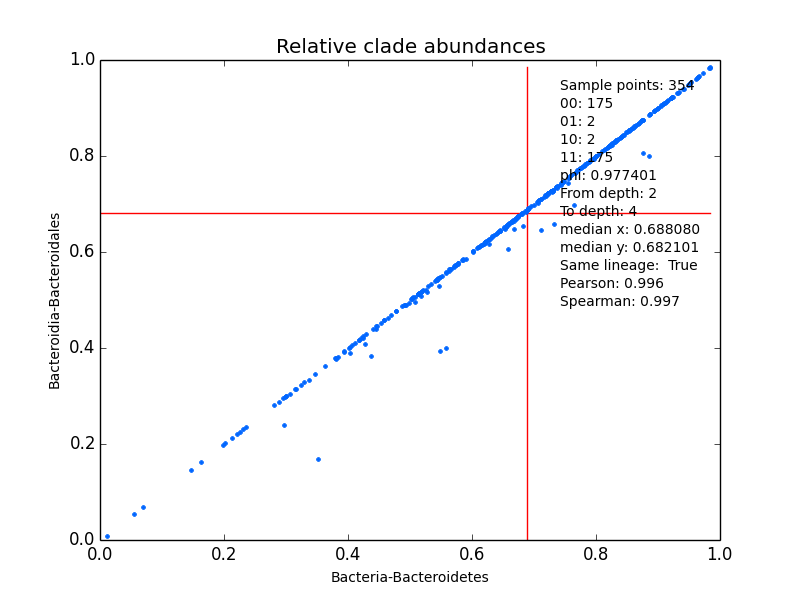 Relative clade abundances
1.0
0.8
0.6
0.4
0.2
0.0
Bacteroidia-Bacteroidales
Sample points: 354
00: 175
01: 2
10: 2
11: 175
phi: 0.977401
From depth: 2
To depth: 4
median x: 0.688080
median y: 0.682101
Same lineage:  True
Pearson: 0.996
Spearman: 0.997
0.0 0.2 0.4 0.6 0.8 1.0
Bacteria-Bacteroidetes